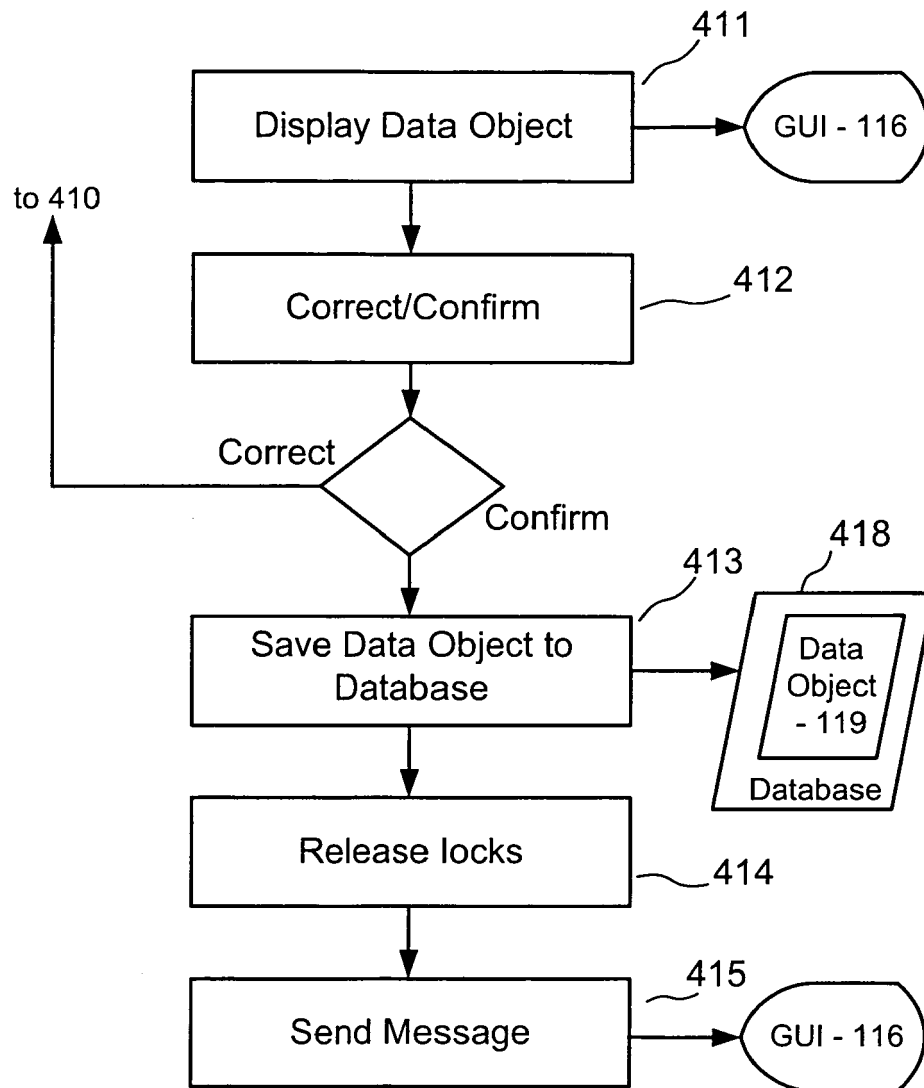 411
Display Data Object
GUI - 116
to 410
412
Correct/Confirm
Correct
Confirm
413
418
Save Data Object to
Database
Data
Object
- 119
Database
Release locks
414
415
Send Message
GUI - 116